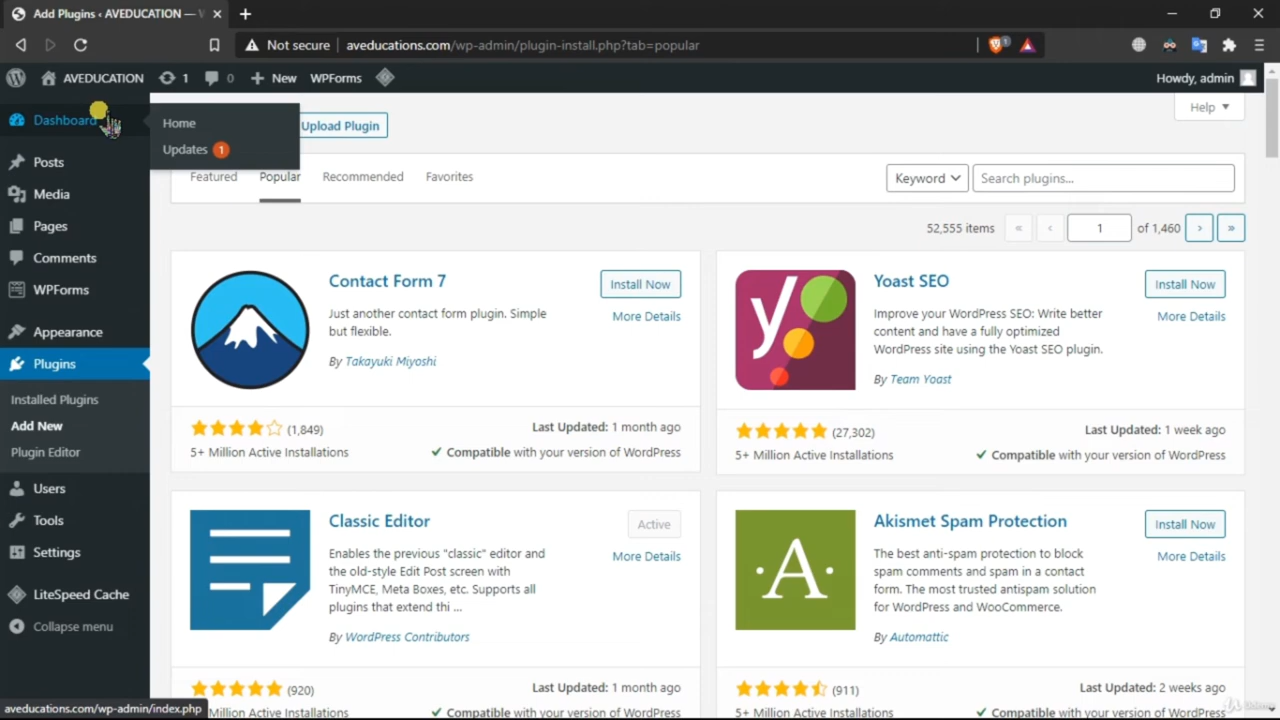 Add Plugins ‹ AVEDUCATION —
Not secure
aveducations.com/wp-admin/plugin-install.php?tab=popular
1
AVEDUCATION
1
0
New
WPForms
Howdy, admin
Dashboard
Home
Updates 1
Posts
Media
Pages
Comments
WPForms
Appearance
Plugins
Installed Plugins
Add New
Plugin Editor
Users
Tools
Settings
LiteSpeed Cache
Collapse menu
Upload Plugin
Help
Featured
Popular
Recommended
Favorites
Keyword
Search plugins...
52,555 items
«
‹
1
of 1,460
›
»
Contact Form 7
Install Now
More Details
Just another contact form plugin. Simple
but flexible.
By Takayuki Miyoshi
(1,849)
5+ Million Active Installations
Last Updated: 1 month ago
Compatible with your version of WordPress
Yoast SEO
Install Now
More Details
Improve your WordPress SEO: Write better
content and have a fully optimized
WordPress site using the Yoast SEO plugin.
By Team Yoast
(27,302)
5+ Million Active Installations
Last Updated: 1 week ago
Compatible with your version of WordPress
Classic Editor
Active
More Details
Enables the previous "classic" editor and
the old-style Edit Post screen with
TinyMCE, Meta Boxes, etc. Supports all
plugins that extend thi ...
By WordPress Contributors
(920)
Million Active Installations
Last Updated: 1 month ago
Compatible with your version of WordPress
A
Akismet Spam Protection
Install Now
More Details
The best anti-spam protection to block
spam comments and spam in a contact
form. The most trusted antispam solution
for WordPress and WooCommerce.
By Automattic
(911)
5+ Million Active Installations
Last Updated: 2 weeks ago
Compatible with your version of WordPress
aveducations.com/wp-admin/index.php